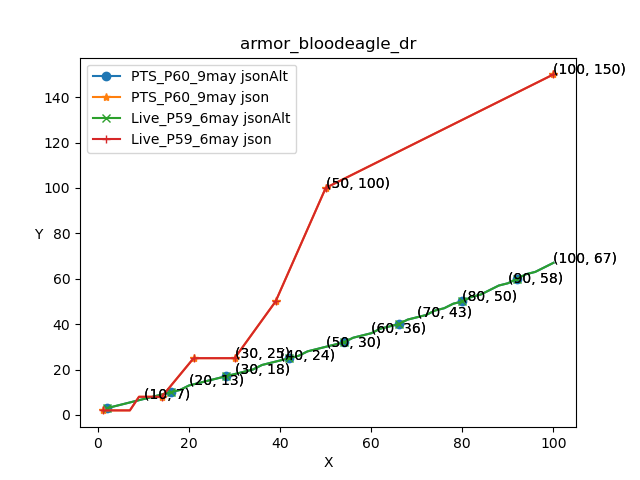 armor_bloodeagle_dr
PTS_P60_9may jsonAlt
PTS_P60_9may json
Live_P59_6may jsonAlt
Live_P59_6may json
(100, 150)
(50, 100)
(100, 67)
(90, 58)
(80, 50)
(70, 43)
(60, 36)
(50, 30)
(40, 24)
(30, 25)
(30, 18)
(20, 13)
(10, 7)
Y
140
120
100
80
60
40
20
0
0 20 40 60 80 100
X